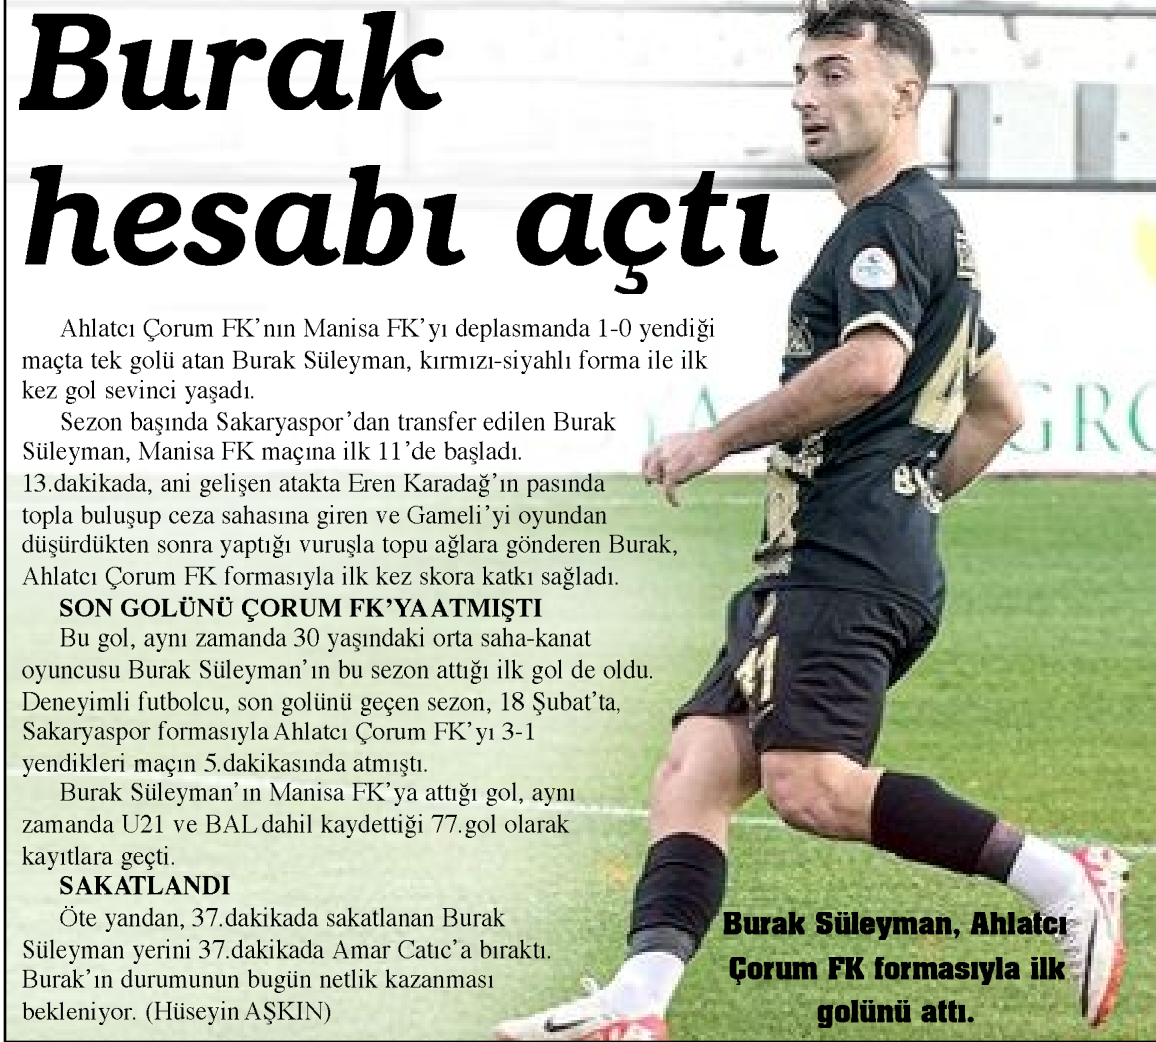 Burak
hesabı açtı
Ahlatcı Çorum FK’nın Manisa FK’yı deplasmanda 1-0 yendiği
maçta tek golü atan Burak Süleyman, kırmızı-siyahlı forma ile ilk
kez gol sevinci yaşadı.
Sezon başında Sakaryaspor’dan transfer edilen Burak
Süleyman, Manisa FK maçına ilk 11’de başladı.
13.dakikada, ani gelişen atakta Eren Karadağ’ın pasında
topla buluşup ceza sahasına giren ve Gameli’yi oyundan
düşürdükten sonra yaptığı vuruşla topu ağlara gönderen Burak,
Ahlatcı Çorum FK formasıyla ilk kez skora katkı sağladı.
SON GOLÜNÜ ÇORUM FK’YA ATMIŞTI
Bu gol, aynı zamanda 30 yaşındaki orta saha-kanat
oyuncusu Burak Süleyman’ın bu sezon attığı ilk gol de oldu.
Deneyimli futbolcu, son golünü geçen sezon, 18 Şubat’ta,
Sakaryaspor formasıyla Ahlatcı Çorum FK’yı 3-1
yendikleri maçın 5.dakikasında atmıştı.
Burak Süleyman’ın Manisa FK’ya attığı gol, aynı
zamanda U21 ve BAL dahil kaydettiği 77.gol olarak
kayıtlara geçti.
SAKATLANDI
Öte yandan, 37.dakikada sakatlanan Burak
Süleyman yerini 37.dakikada Amar Catıc’a bıraktı.
Burak’ın durumunun bugün netlik kazanması
bekleniyor. (Hüseyin AŞKIN)
Burak Süleyman, Ahlatcı
Çorum FK formasıyla ilk
golünü attı.